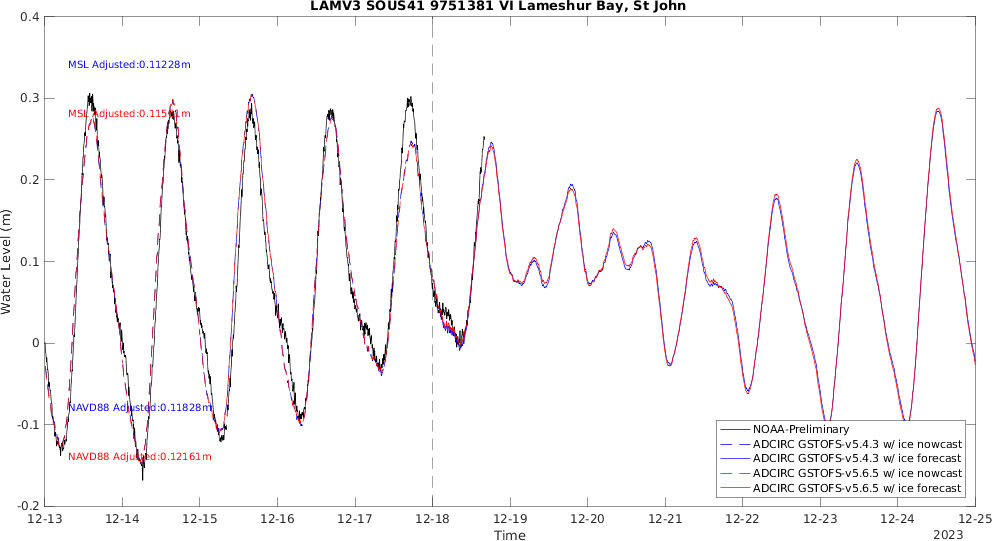 LAMV3 SOUS41 9751381 VI Lameshur Bay, St John
0.4
0.3
0.2
0.1
0
-0.1
-0.2
Water Level (m)
MSL Adjusted:0.11228m
MSL Adjusted:
NAVD88 Adjusted:0.11828m
NAVD88 Adjusted:0.12161m
NOAA-Preliminary
ADCIRC GSTOFS-v5.4.3 w/ ice nowcast
ADCIRC GSTOFS-v5.4.3 w/ ice forecast
ADCIRC GSTOFS-v5.6.5 w/ ice nowcast
ADCIRC GSTOFS-v5.6.5 w/ ice forecast
12-13 12-14 12-15 12-16 12-17 12-18 12-19 12-20 12-21 12-22 12-23 12-24 12-25
Time
2023